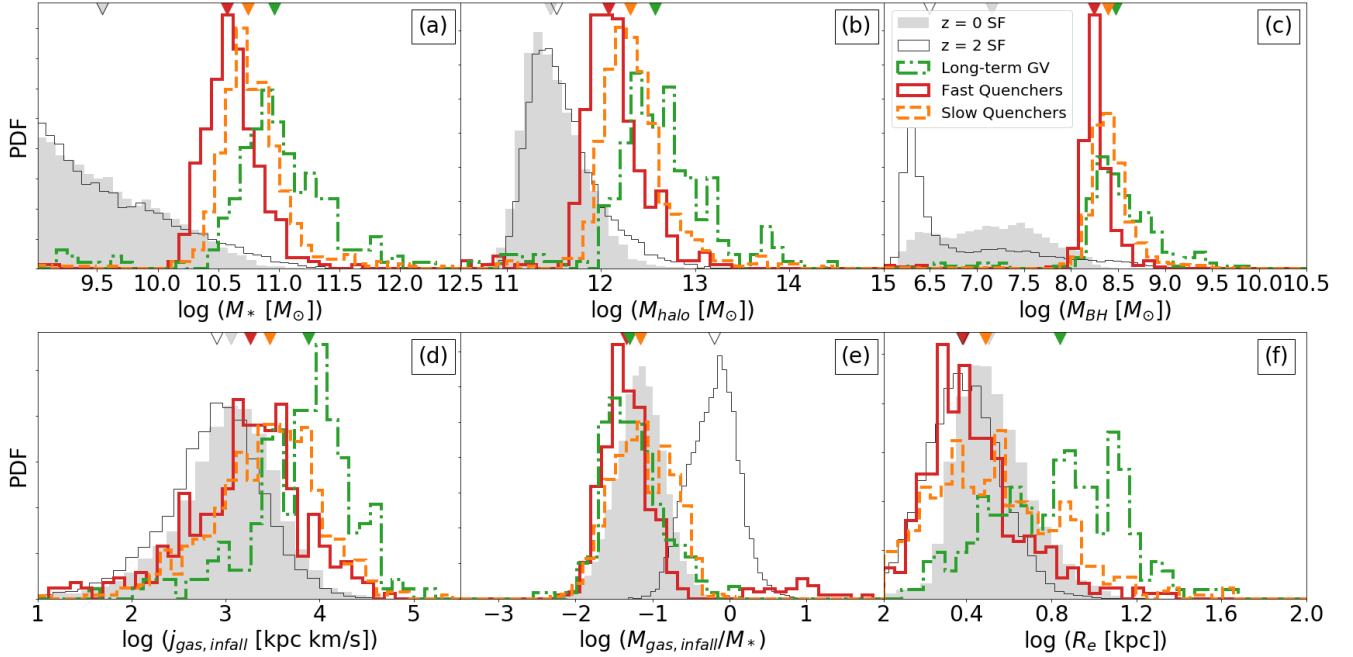 (a)
(b)
(c)
z = 0 SF
z = 2 SF
Long-term GV
Fast Quenchers
Slow Quenchers
PDF
9.5 10.0 10.5 11.0 11.5 12.0 12.5
11 12 13 14 15
6.5 7.0 7.5 8.0 8.5 9.0 9.5 10.0 10.5
log (M* [M⊙])
log (Mhalo [M⊙])
log (MBH [M⊙])
(d)
(e)
(f)
PDF
1 2 3 4 5
−3 −2 −1 0 1 2
0.4 0.8 1.2 1.6 2.0
log (jgas,infall [kpc km/s])
log (Mgas,infall/M*)
log (Re [kpc])